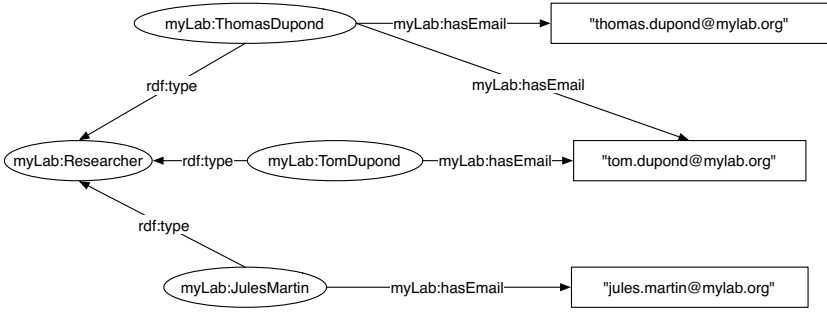 myLab:ThomasDupond
myLab:hasEmail
"thomas.dupond@mylab.org"
rdf:type
myLab:hasEmail
myLab:Researcher
rdf:type
myLab:TomDupond
myLab:hasEmail
"tom.dupond@mylab.org"
rdf:type
myLab:JulesMartin
myLab:hasEmail
"jules.martin@mylab.org"